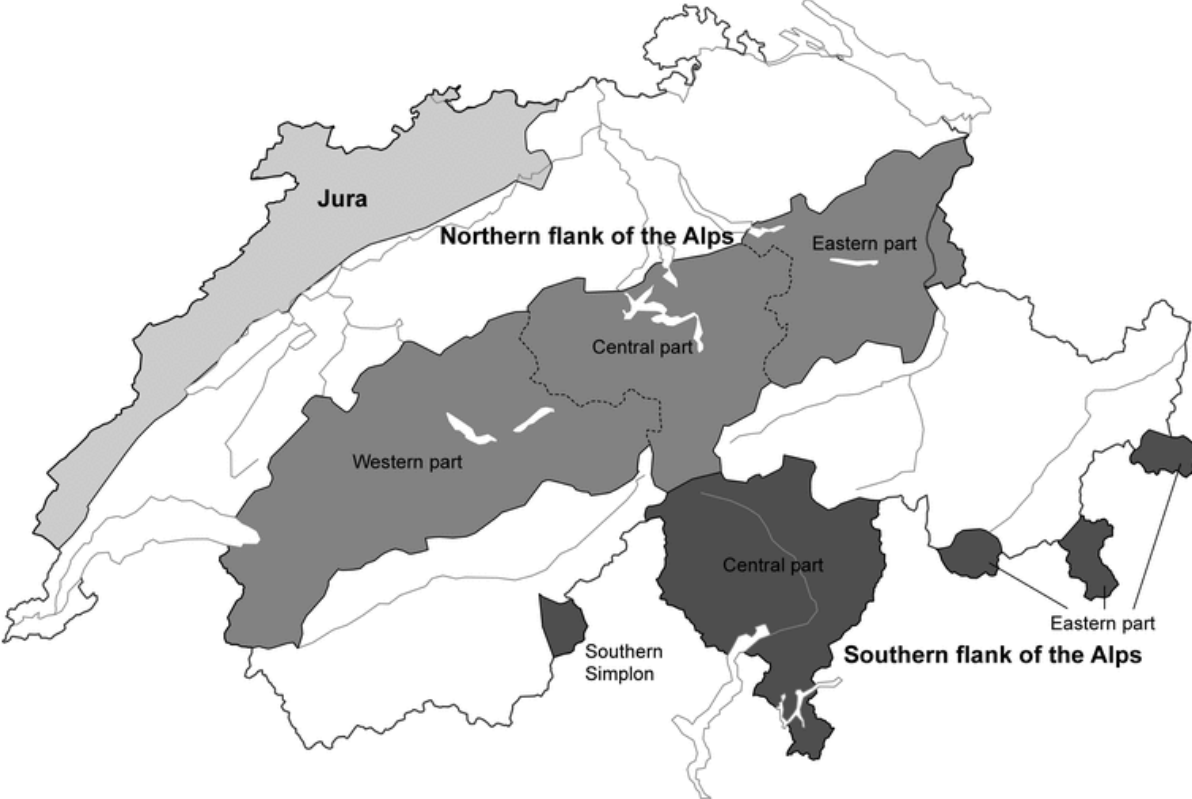 Jura
Northern flank of the Alps
Eastern part
Central part
Western part
Central part
Eastern part
Southern
Simplon
Southern flank of the Alps